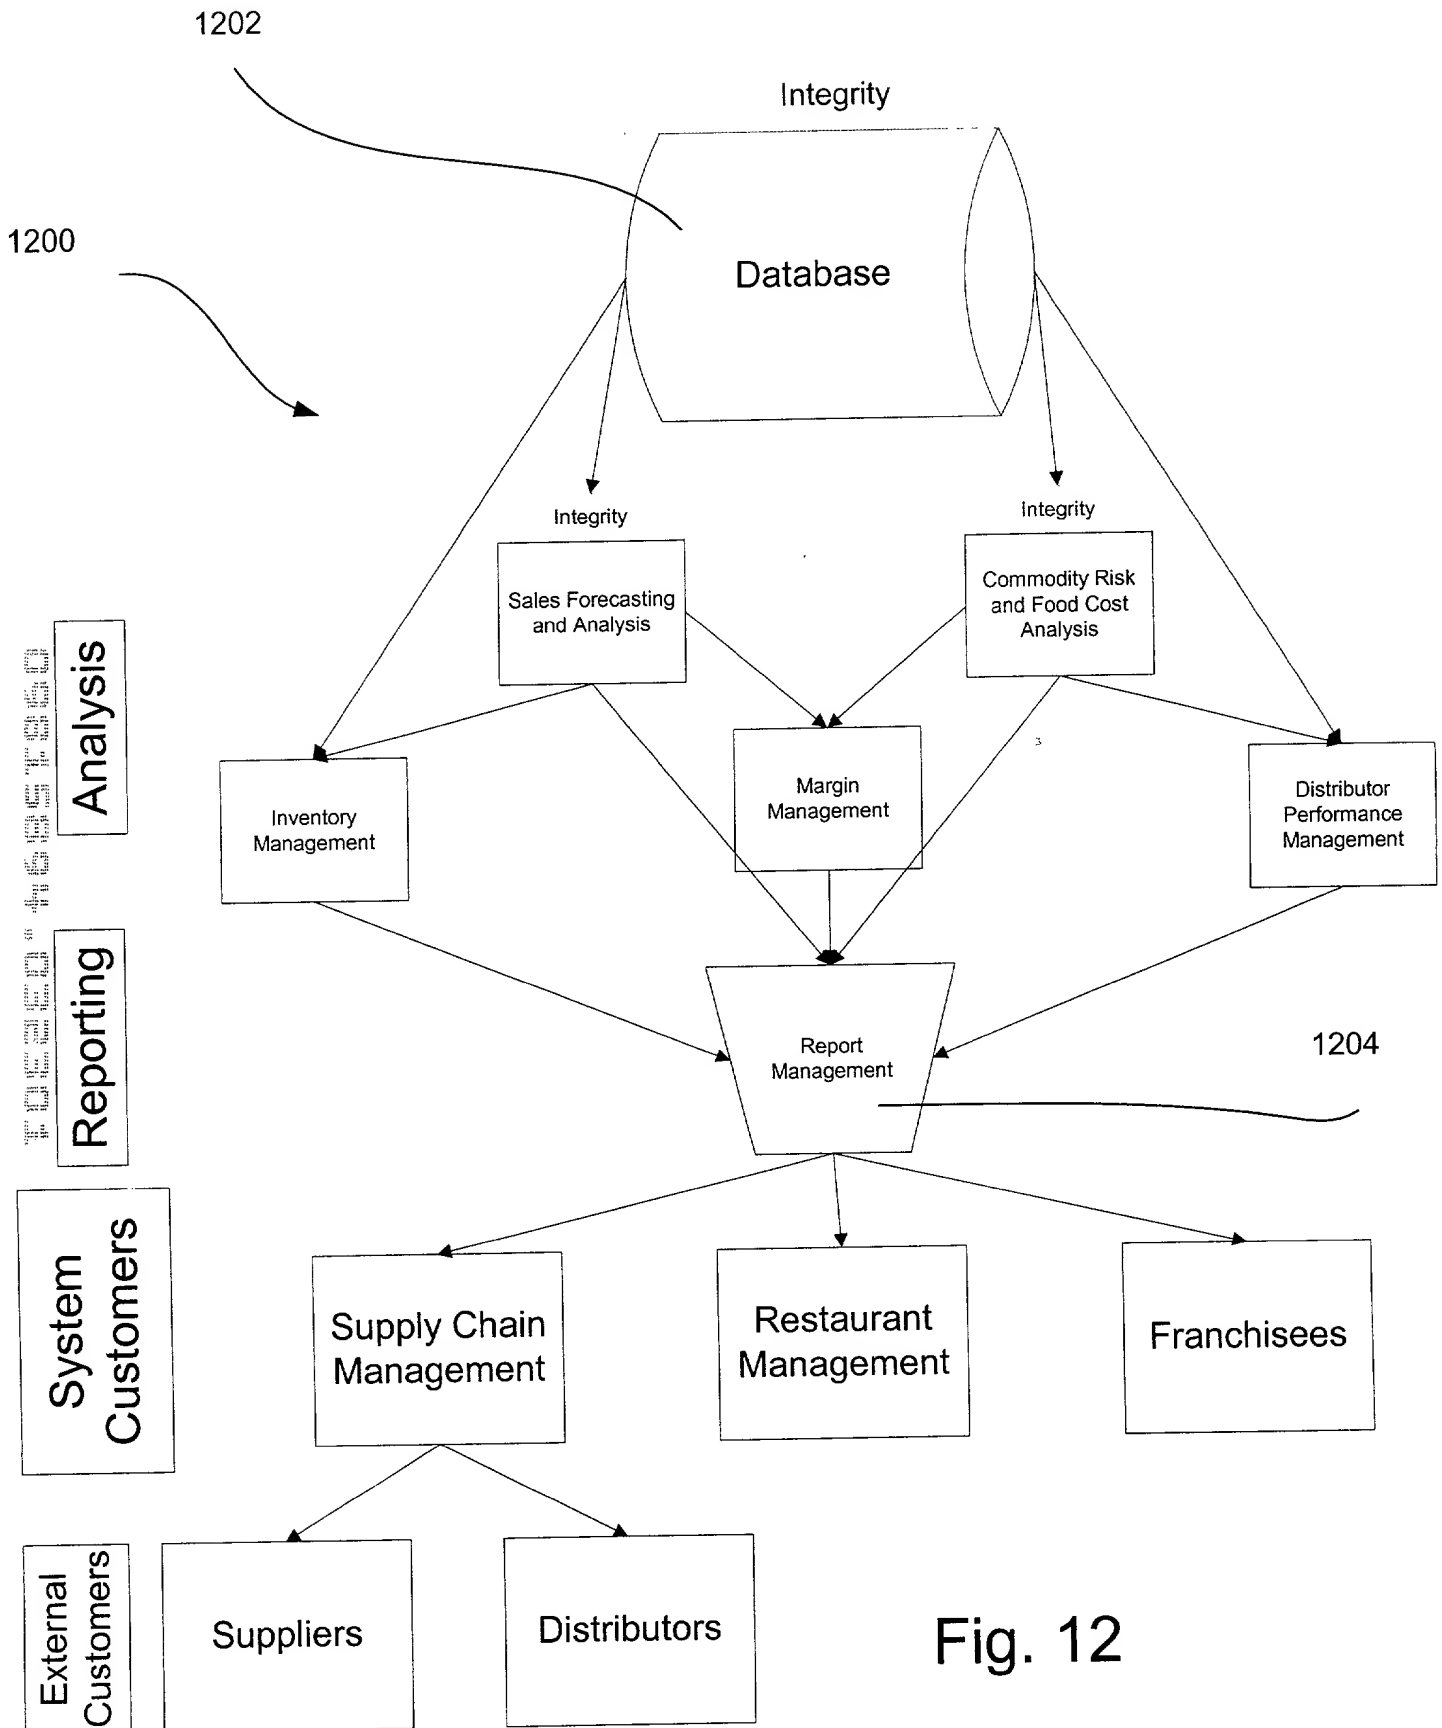 1202
Integrity
1200
Database
Integrity
Integrity
Sales Forecasting
and Analysis
Commodity Risk
and Food Cost
Analysis
Analysis
Inventory
Management
Margin
Management
3
Distributor
Performance
Management
Reporting
Report
Management
1204
System
Customers
Supply Chain
Management
Restaurant
Management
Franchisees
External
Customers
Suppliers
Distributors
Fig. 12